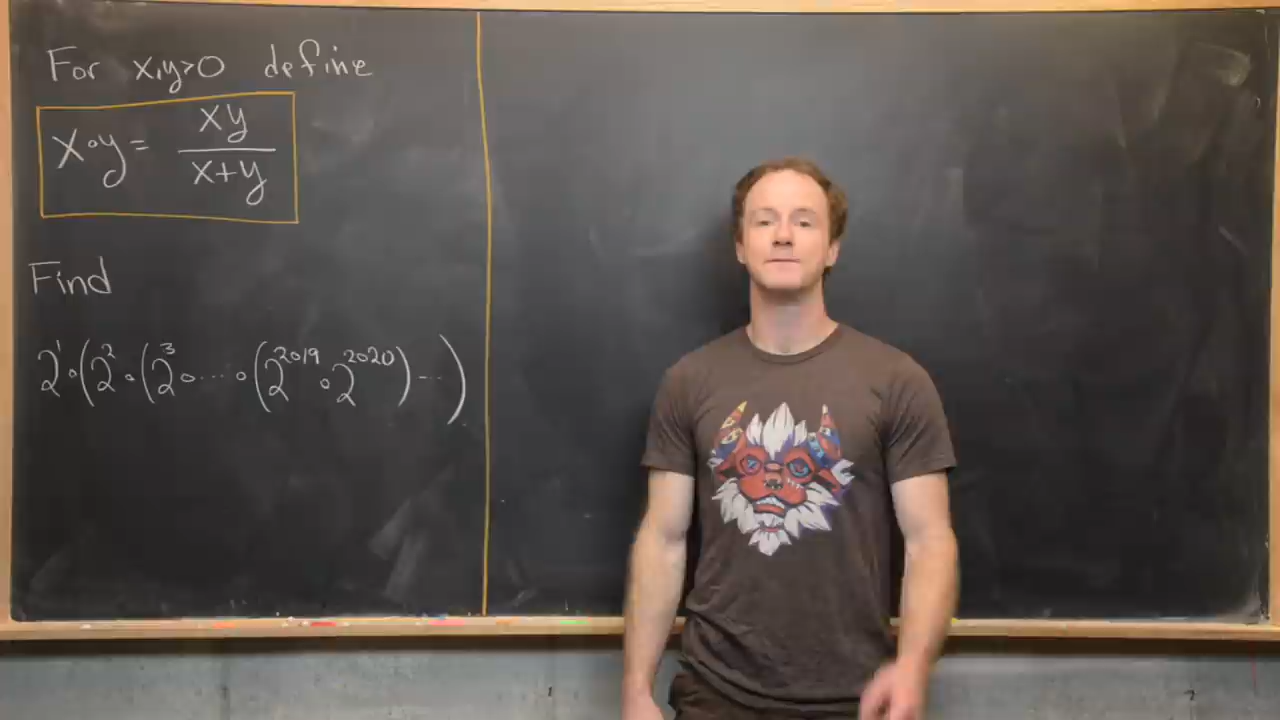 For x,y>0 define
x∘y = xy/(x+y)
Find
2¹∘(2²∘(2³∘⋯∘(2²⁰¹⁹∘2²⁰²⁰)⋯)